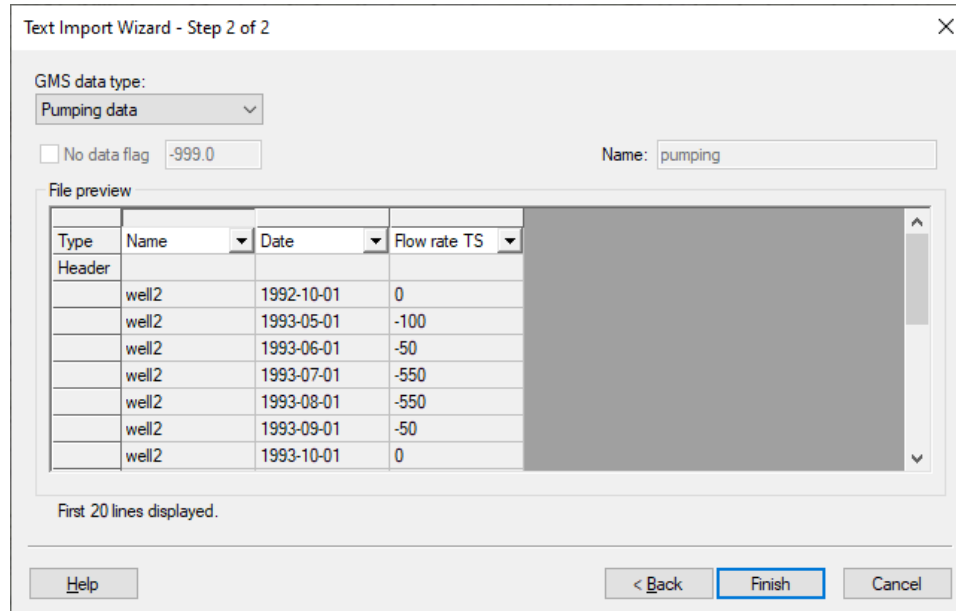 Text Import Wizard - Step 2 of 2
GMS data type:
Pumping data
No data flag -999.0 Name: pumping
File preview
Type Name Date Flow rate TS
Header
well2 1992-10-01 0
well2 1993-05-01 -100
well2 1993-06-01 -50
well2 1993-07-01 -550
well2 1993-08-01 -550
well2 1993-09-01 -50
well2 1993-10-01 0
First 20 lines displayed.
Help < Back Finish Cancel